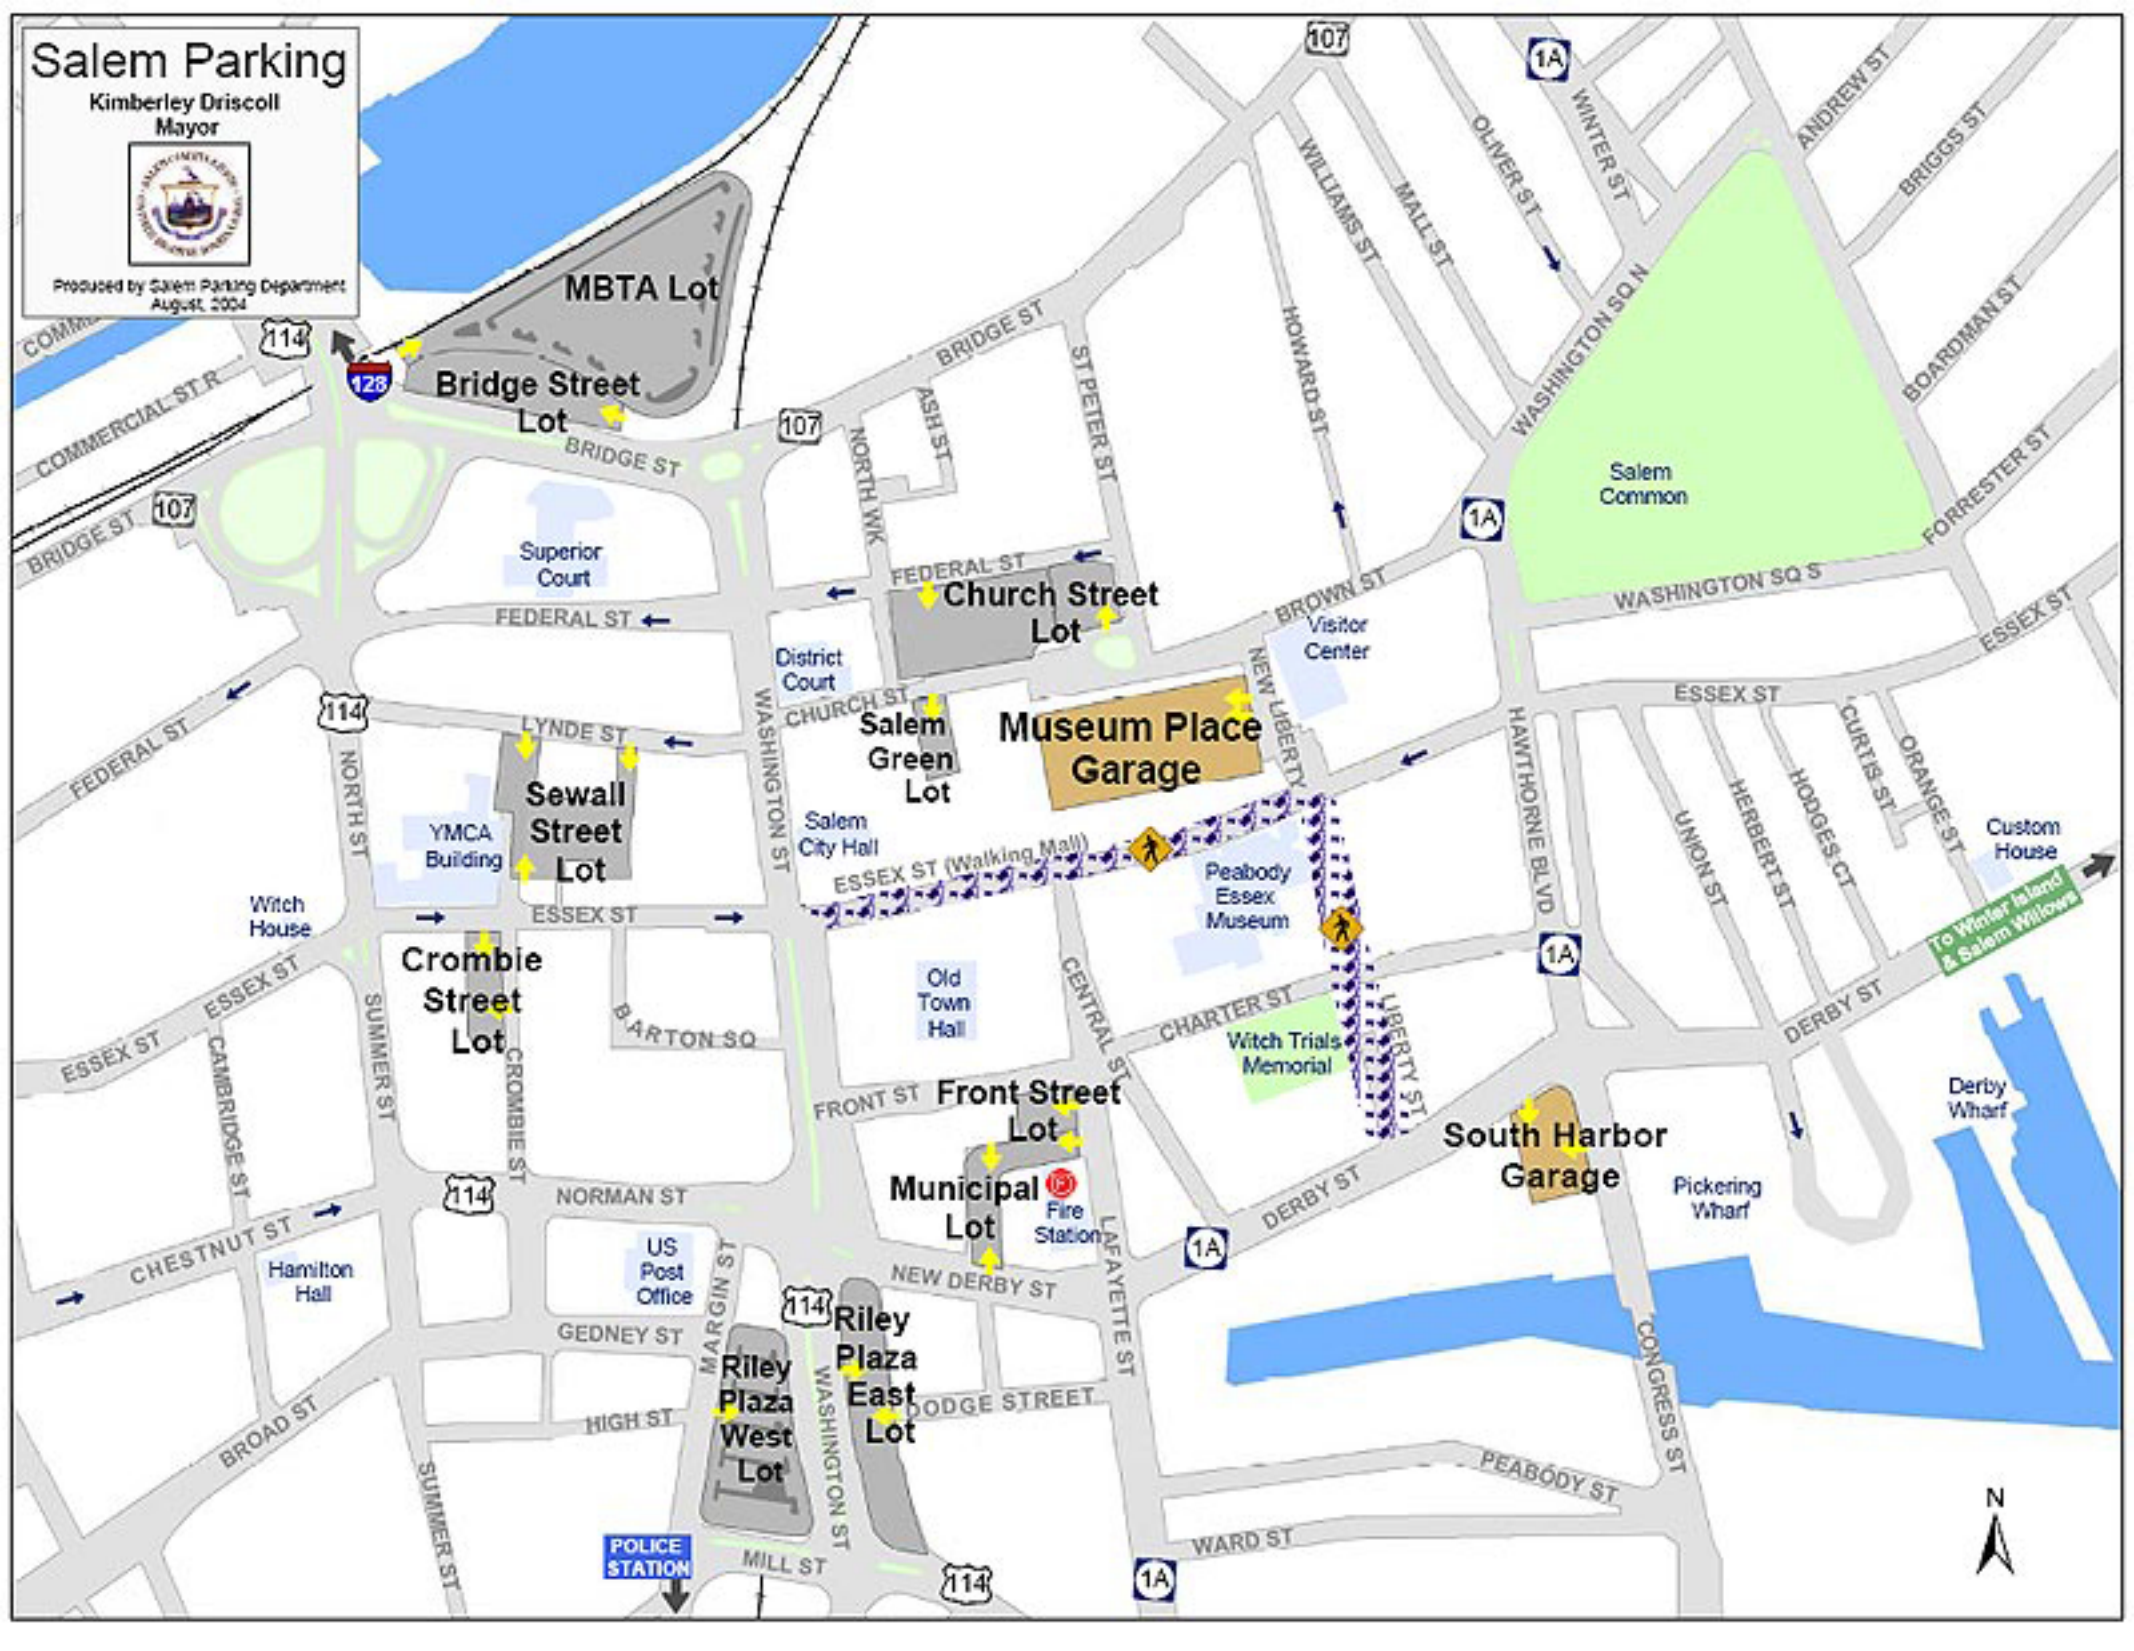 Salem Parking
Kimberley Driscoll
Mayor
Produced by Salem Parking Department
August, 2004
107
1A
WINTER ST
ANDREW ST
BRIGGS ST
OLIVER ST
WILLIAMS ST
MALL ST
MBTA Lot
WASHINGTON SQ N
BOARDMAN ST
114
128
COMMERCIAL ST R
Bridge Street
Lot
BRIDGE ST
BRIDGE ST
107
ASH ST
ST PETER ST
HOWARD ST
NORTH WK
Salem
Common
1A
FORRESTER ST
107
BRIDGE ST
Superior
Court
FEDERAL ST
FEDERAL ST
Church Street
Lot
BROWN ST
WASHINGTON SQ S
ESSEX ST
Visitor
Center
District
Court
CHURCH ST
NEW LIBERTY
ESSEX ST
114
FEDERAL ST
LYNDE ST
WASHINGTON ST
Salem
Green
Lot
Museum Place
Garage
HAWTHORNE BLVD
CURTIS ST
ORANGE ST
NORTH ST
YMCA
Building
Sewall
Street
Lot
Salem
City Hall
ESSEX ST (Walking Mall)
Peabody
Essex
Museum
UNION ST
HERBERT ST
HODGES CT
Custom
House
To Winter Island
& Salem Willows
Witch
House
ESSEX ST
ESSEX ST
ESSEX ST
Crombie
Street
Lot
BARTON SQ
Old
Town
Hall
CENTRAL ST
CHARTER ST
1A
DERBY ST
Witch Trials
Memorial
LIBERTY ST
SUMMER ST
CAMBRIDGE ST
CROMBIE ST
FRONT ST
Front Street
Lot
South Harbor
Garage
Derby
Wharf
Pickering
Wharf
114
NORMAN ST
Municipal
Lot
Fire
Station
DERBY ST
1A
CHESTNUT ST
Hamilton
Hall
US
Post
Office
MARGIN ST
NEW DERBY ST
LAFAYETTE ST
114
Riley
Plaza
East
Lot
GEDNEY ST
Riley
Plaza
West
Lot
WASHINGTON ST
DODGE STREET
HIGH ST
BROAD ST
SUMMER ST
CONGRESS ST
PEABODY ST
WARD ST
POLICE
STATION
MILL ST
114
1A
N